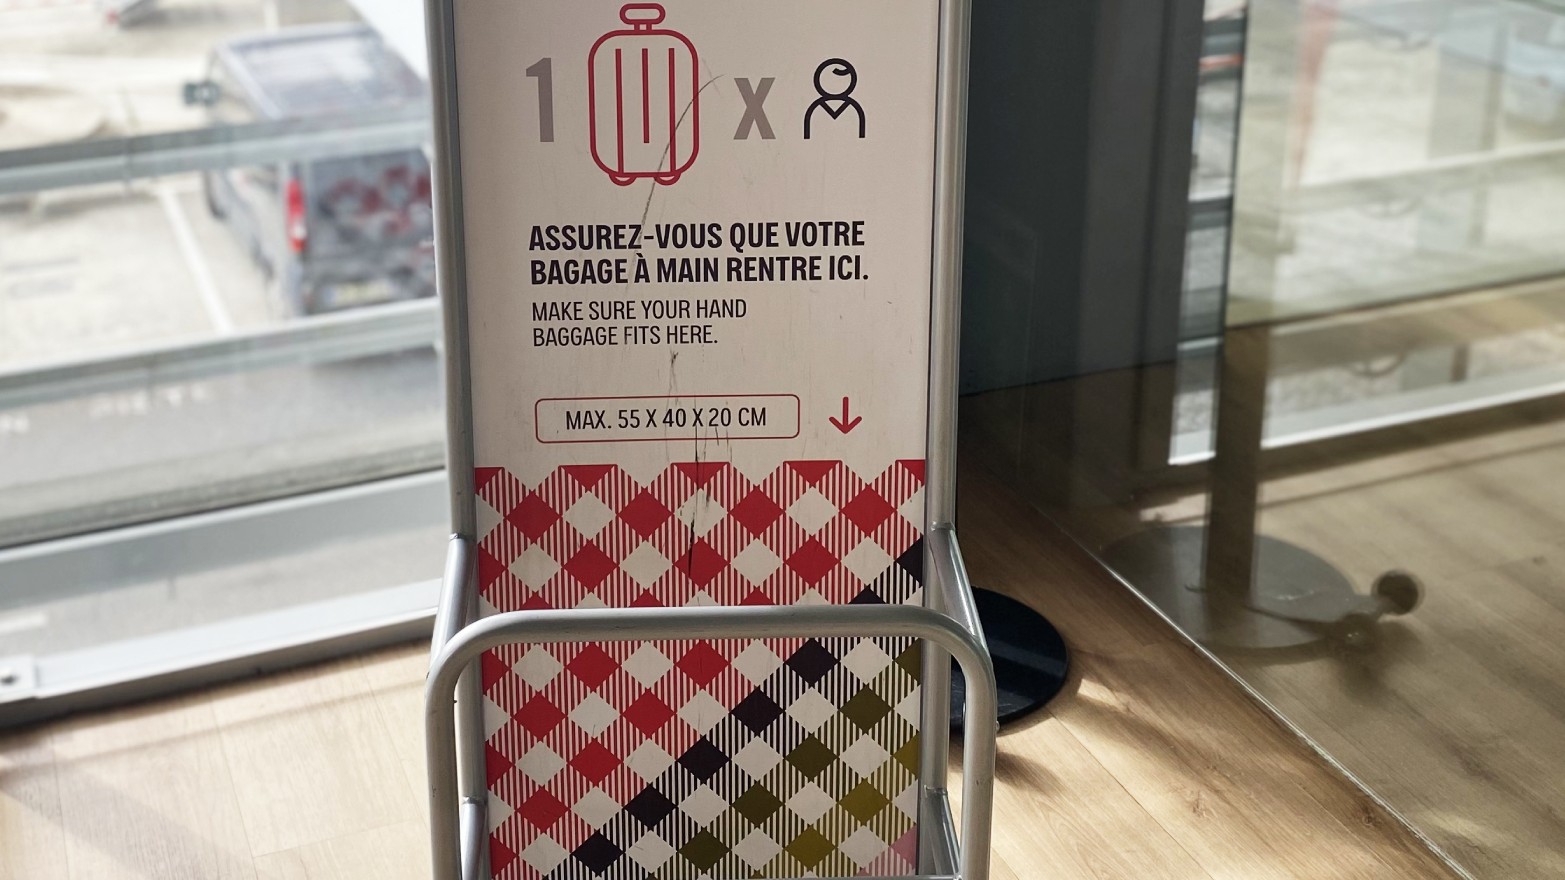 1 X
ASSUREZ-VOUS QUE VOTRE
BAGAGE À MAIN RENTRE ICI.
MAKE SURE YOUR HAND
BAGGAGE FITS HERE.
MAX. 55 X 40 X 20 CM